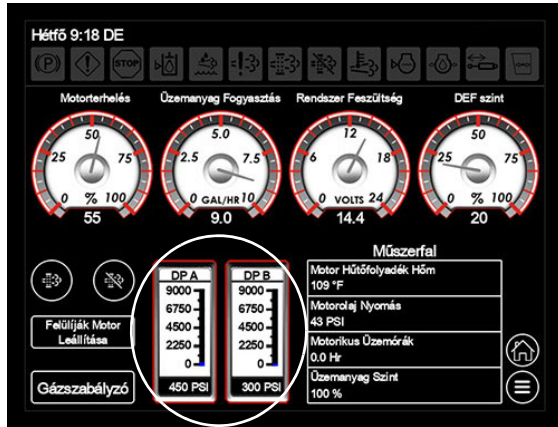 Hétfő 9:18 DE
STOP
Motorterhelés
Üzemanyag Fogyasztás
Rendszer Feszültség
DEF szint
0 25 50 75 100
%
55
0 2.5 5.0 7.5 10
GAL/HR
9.0
0 6 12 18 24
VOLTS
14.4
0 25 50 75 100
%
20
Műszerfal
DP A
9000
6750
4500
2250
0
450 PSI
DP B
9000
6750
4500
2250
0
300 PSI
Motor Hűtőfolyadék Hőm
109 °F
Motorolaj Nyomás
43 PSI
Motorikus Üzemórák
0.0 Hr
Üzemanyag Szint
100 %
Felülíják Motor
Leállítása
Gázszabályzó